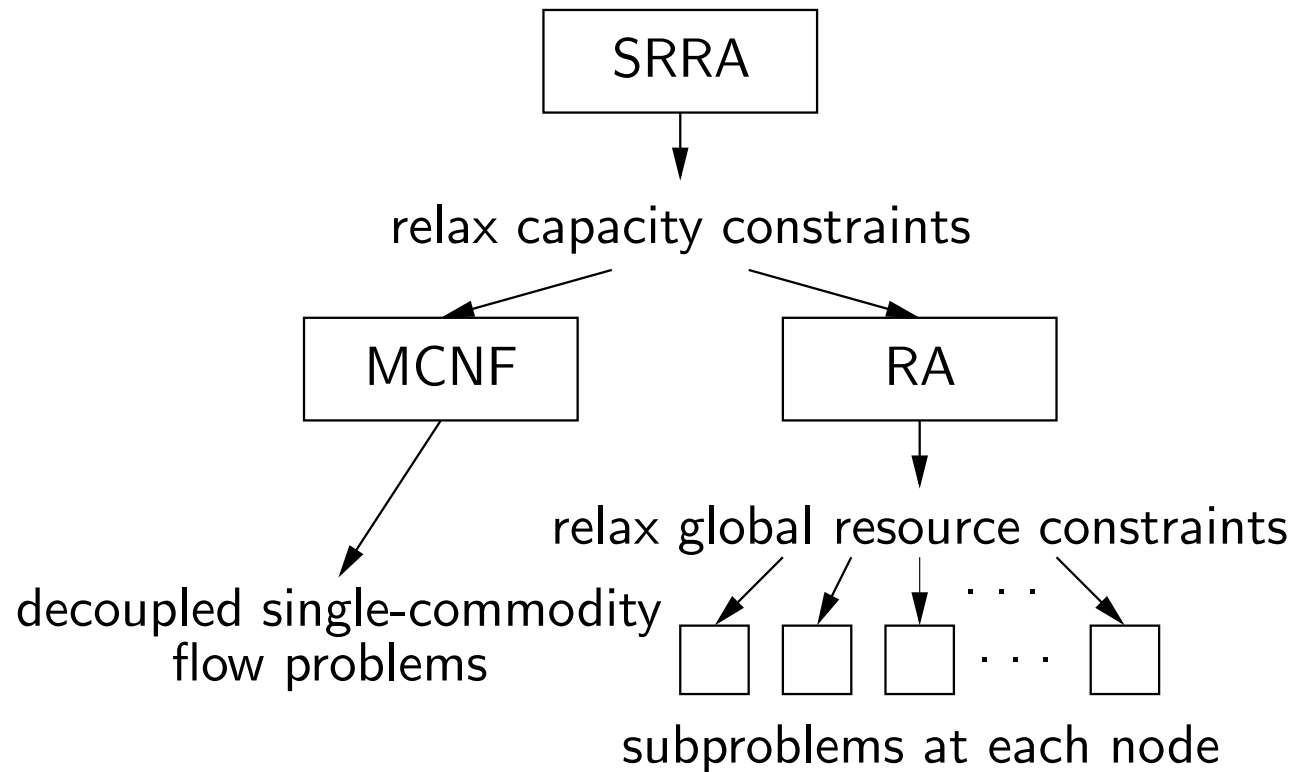 SRRA
relax capacity constraints
MCNF
RA
relax global resource constraints
. . .
decoupled single-commodity
flow problems
. . .
subproblems at each node